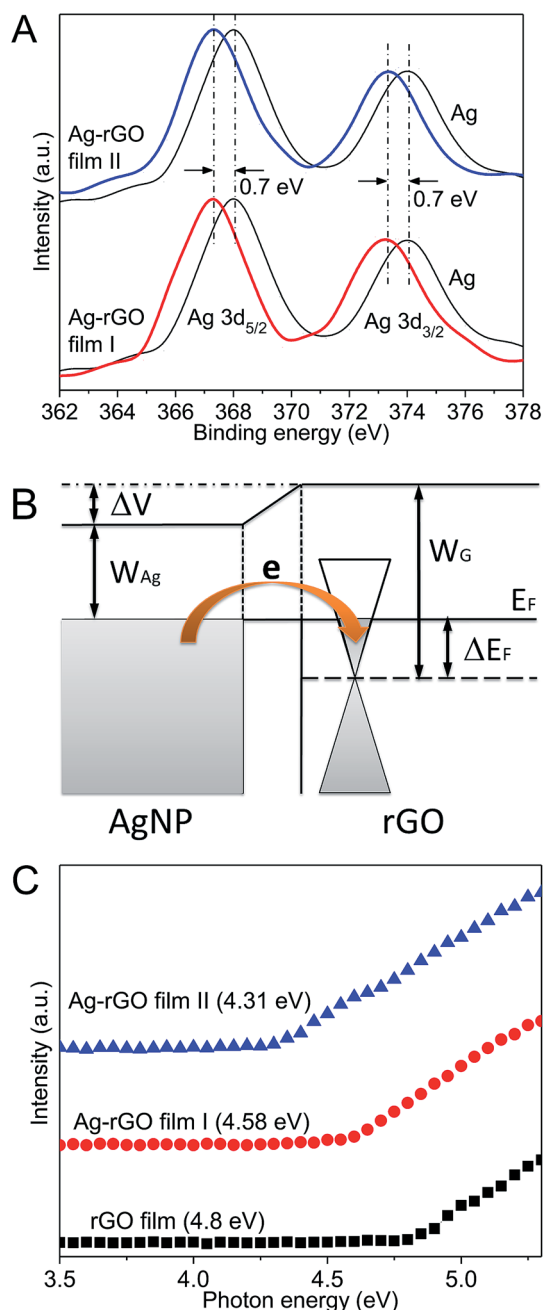 A
Intensity (a.u.)
Ag-rGO
film II
Ag
0.7 eV
0.7 eV
Ag-rGO
film I
Ag 3d5/2
Ag 3d3/2
Ag
362 364 366 368 370 372 374 376 378
Binding energy (eV)
B
ΔV
WAg
e
WG
EF
ΔEF
AgNP
rGO
C
Intensity (a.u.)
Ag-rGO film II (4.31 eV)
Ag-rGO film I (4.58 eV)
rGO film (4.8 eV)
3.5 4.0 4.5 5.0
Photon energy (eV)